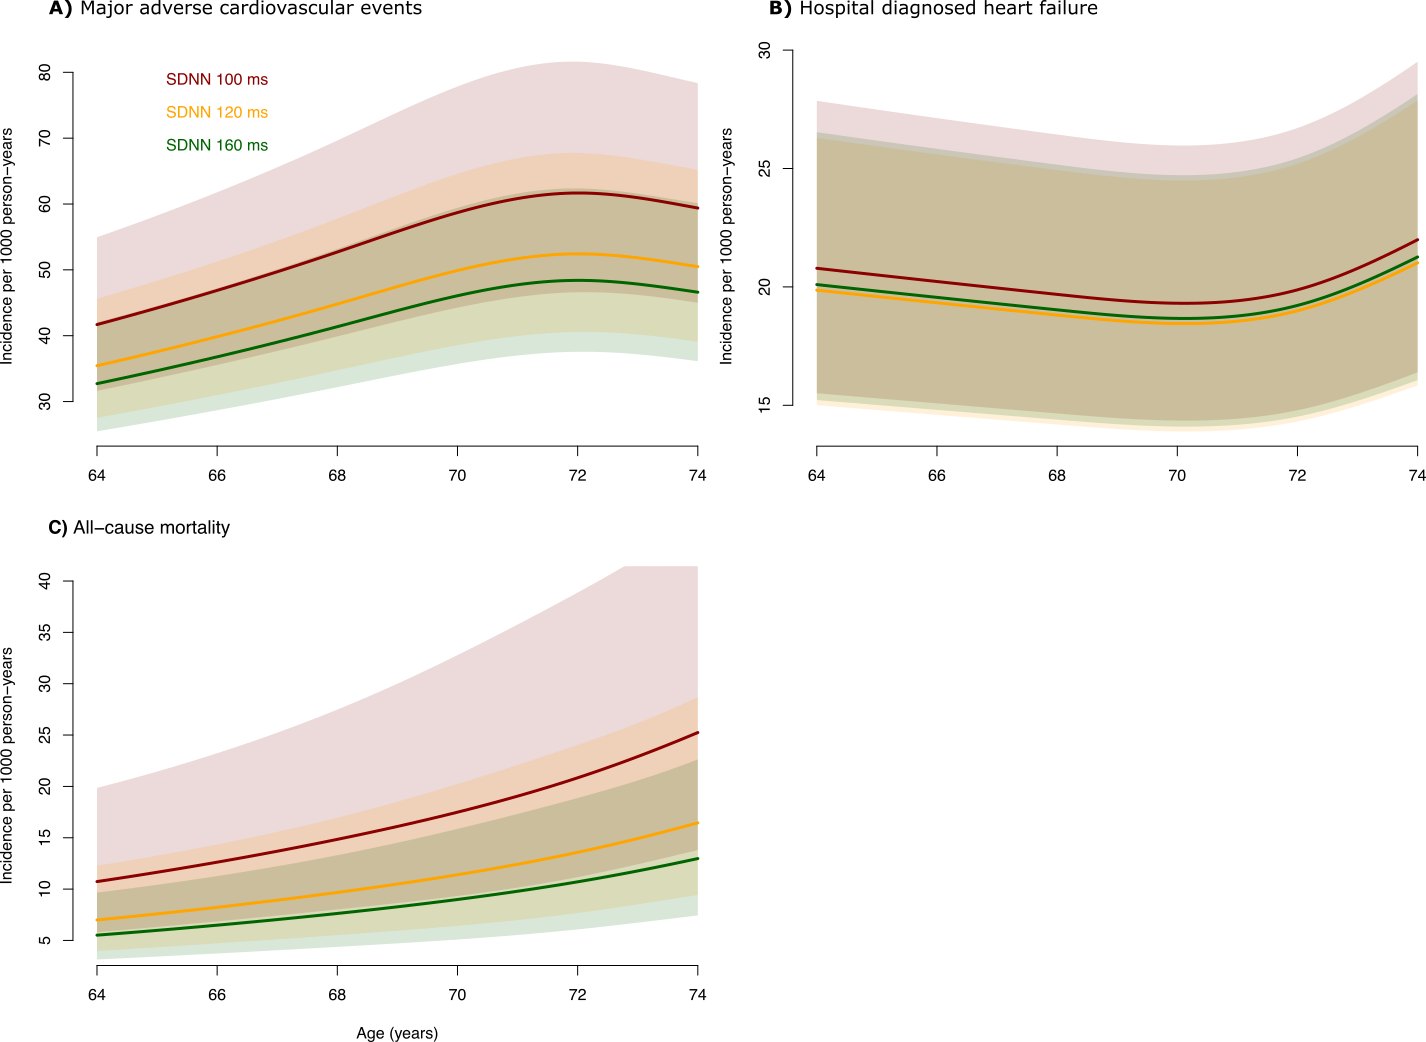 A) Major adverse cardiovascular events
Incidence per 1000 person−years
80
70
60
50
40
30
SDNN 100 ms
SDNN 120 ms
SDNN 160 ms
64 66 68 70 72 74
B) Hospital diagnosed heart failure
Incidence per 1000 person−years
30
25
20
15
64 66 68 70 72 74
C) All−cause mortality
Incidence per 1000 person−years
40
35
30
25
20
15
10
5
64 66 68 70 72 74
Age (years)